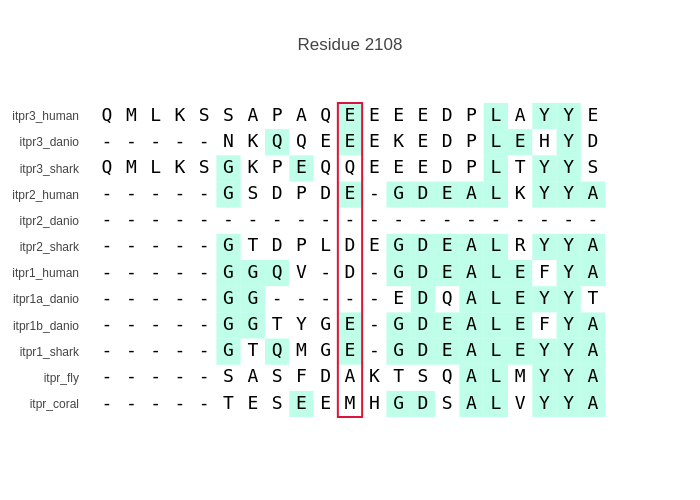 Residue 2108
itpr3_human Q M L K S S A P A Q E E E E D P L A Y Y E
itpr3_danio - - - - - N K Q Q E E E K E D P L E H Y D
itpr3_shark Q M L K S G K P E Q Q E E E D P L T Y Y S
itpr2_human - - - - - G S D P D E - G D E A L K Y Y A
itpr2_danio - - - - - - - - - - - - - - - - - - - - -
itpr2_shark - - - - - G T D P L D E G D E A L R Y Y A
itpr1_human - - - - - G G Q V - D - G D E A L E F Y A
itpr1a_danio - - - - - G G - - - - - E D Q A L E Y Y T
itpr1b_danio - - - - - G G T Y G E - G D E A L E F Y A
itpr1_shark - - - - - G T Q M G E - G D E A L E Y Y A
itpr_fly - - - - - S A S F D A K T S Q A L M Y Y A
itpr_coral - - - - - T E S E E M H G D S A L V Y Y A